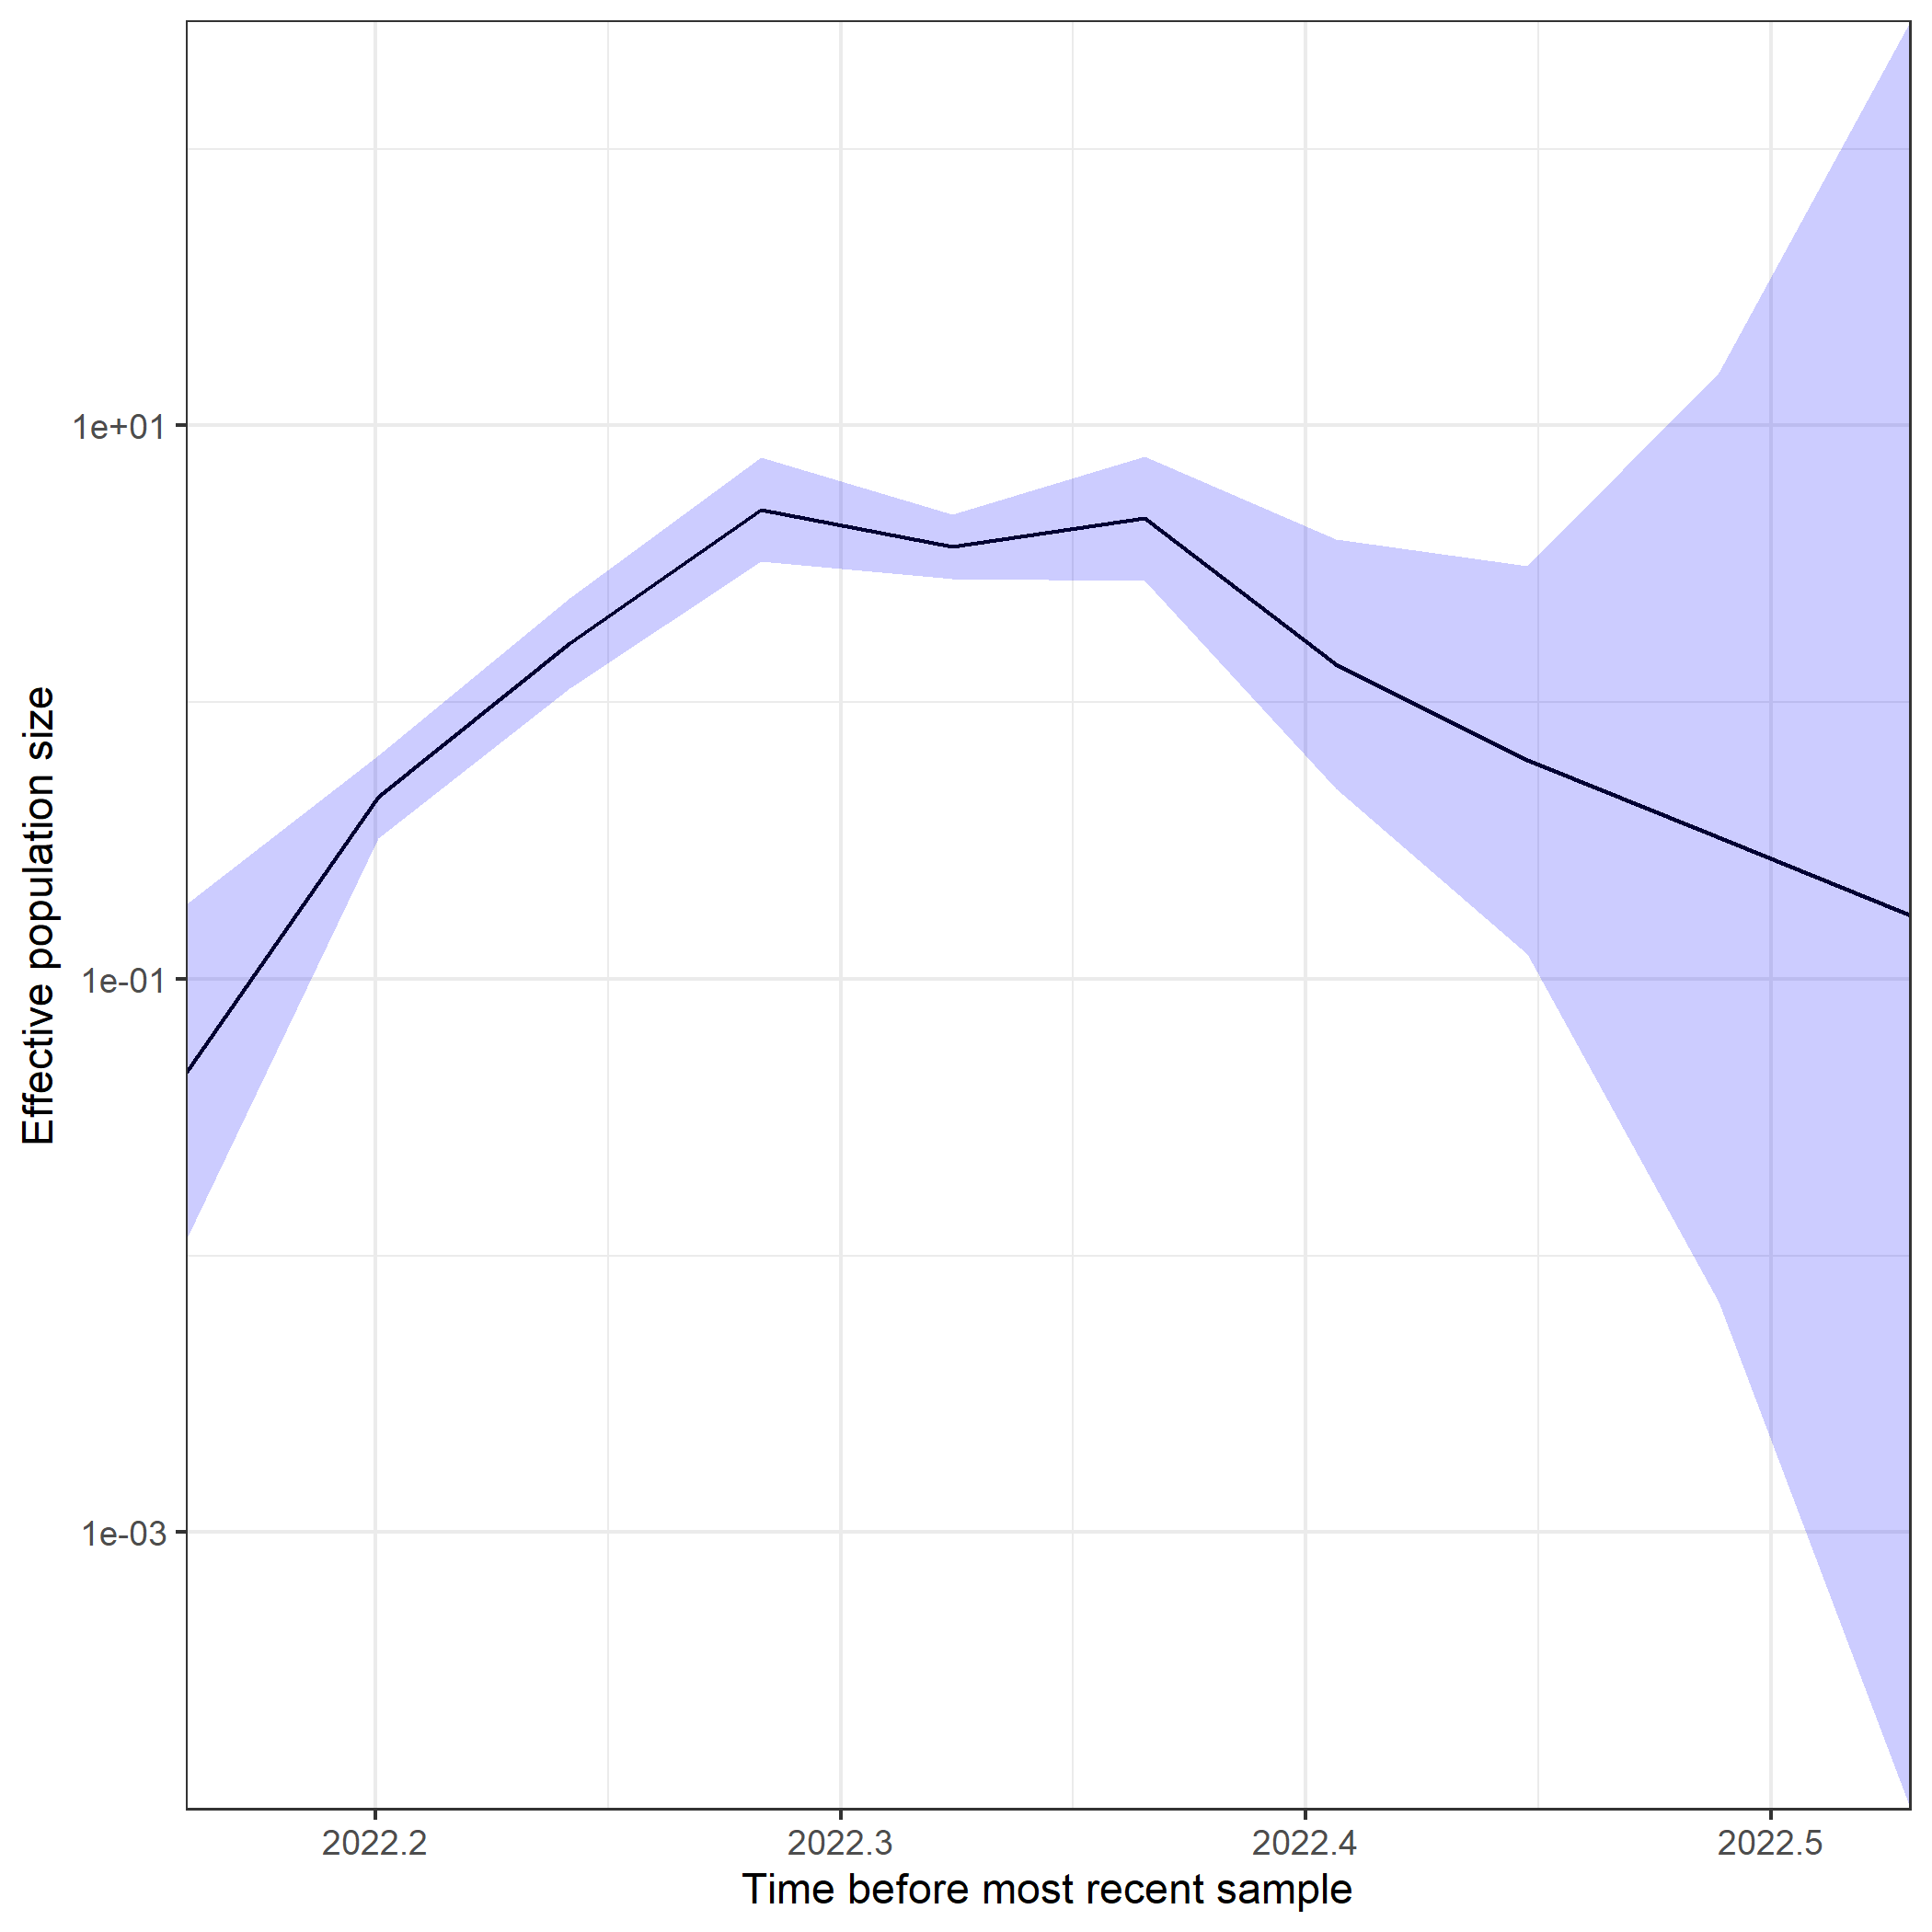 Effective population size
1e+01
1e-01
1e-03
2022.2
2022.3
2022.4
2022.5
Time before most recent sample